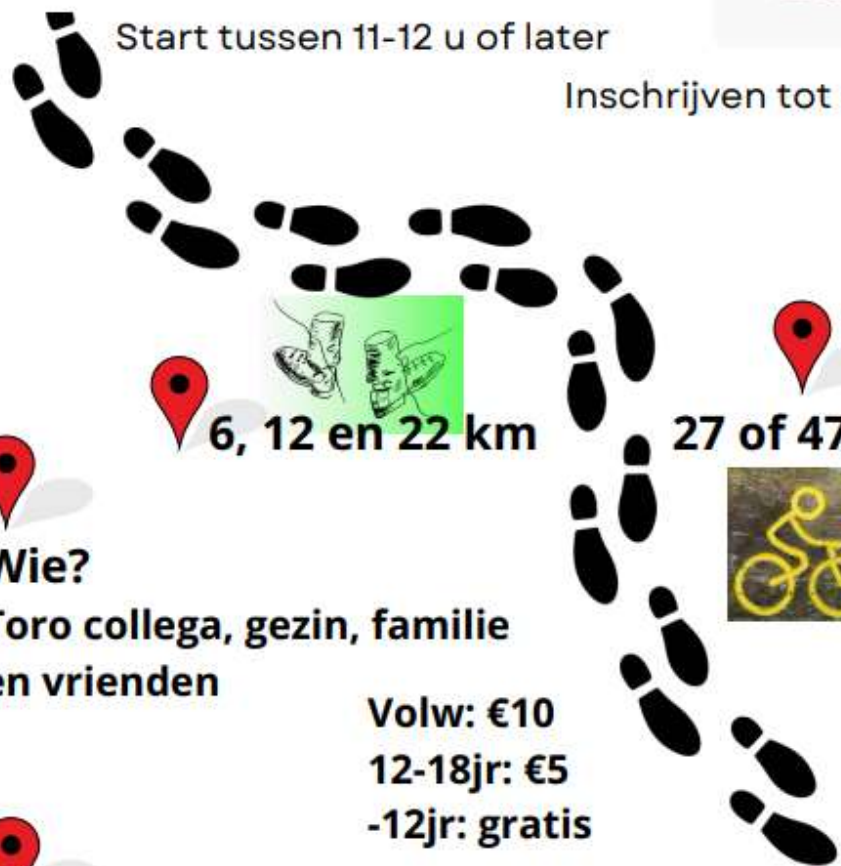 Start tussen 11-12 u of later
Inschrijven tot
6, 12 en 22 km
27 of 47
Wie?
Toro collega, gezin, familie
en vrienden
Volw: €10
12-18jr: €5
-12jr: gratis